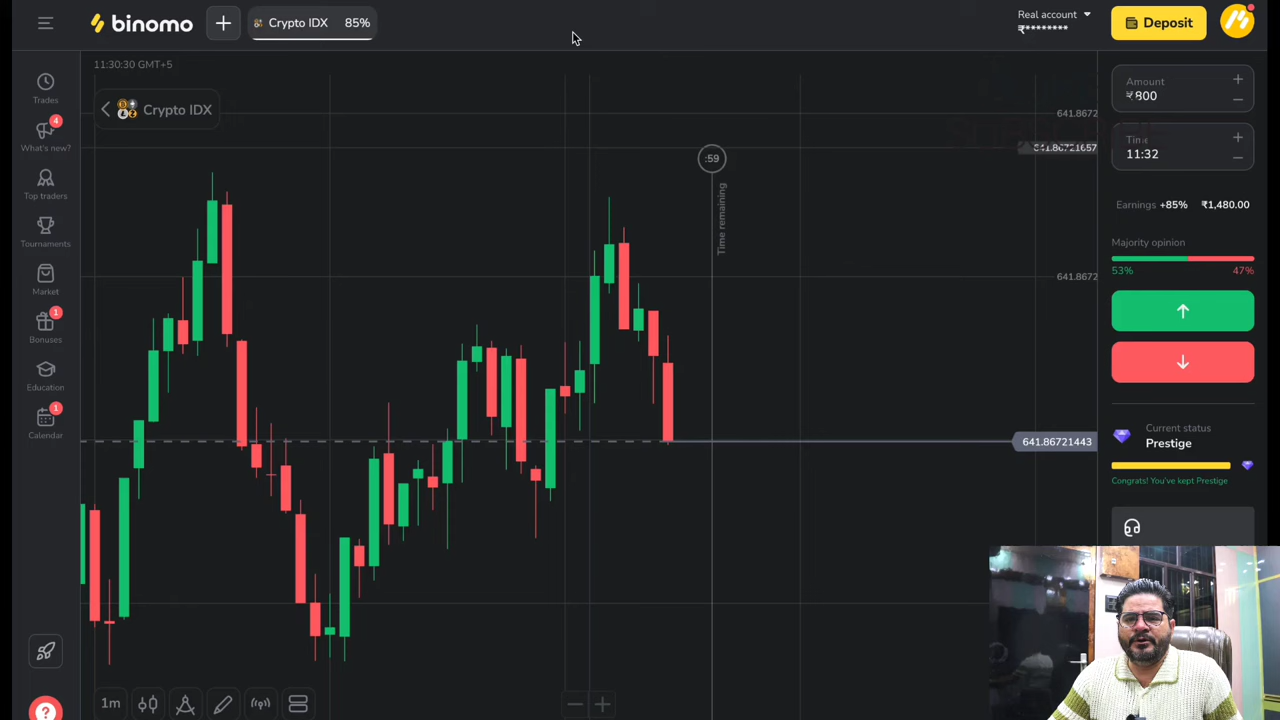 binomo
+
Crypto IDX 85%
Real account
₹********
Deposit
11:30:30 GMT+5
Crypto IDX
Trades
4
What's new?
Top traders
Tournaments
Market
1
Bonuses
Education
1
Calendar
?
:59
Time remaining
641.8672
641.86721657
641.8672
641.86721443
Amount
₹800
Time
11:32
Earnings +85% ₹1,480.00
Majority opinion
53% 47%
Current status
Prestige
Congrats! You've kept Prestige
1m